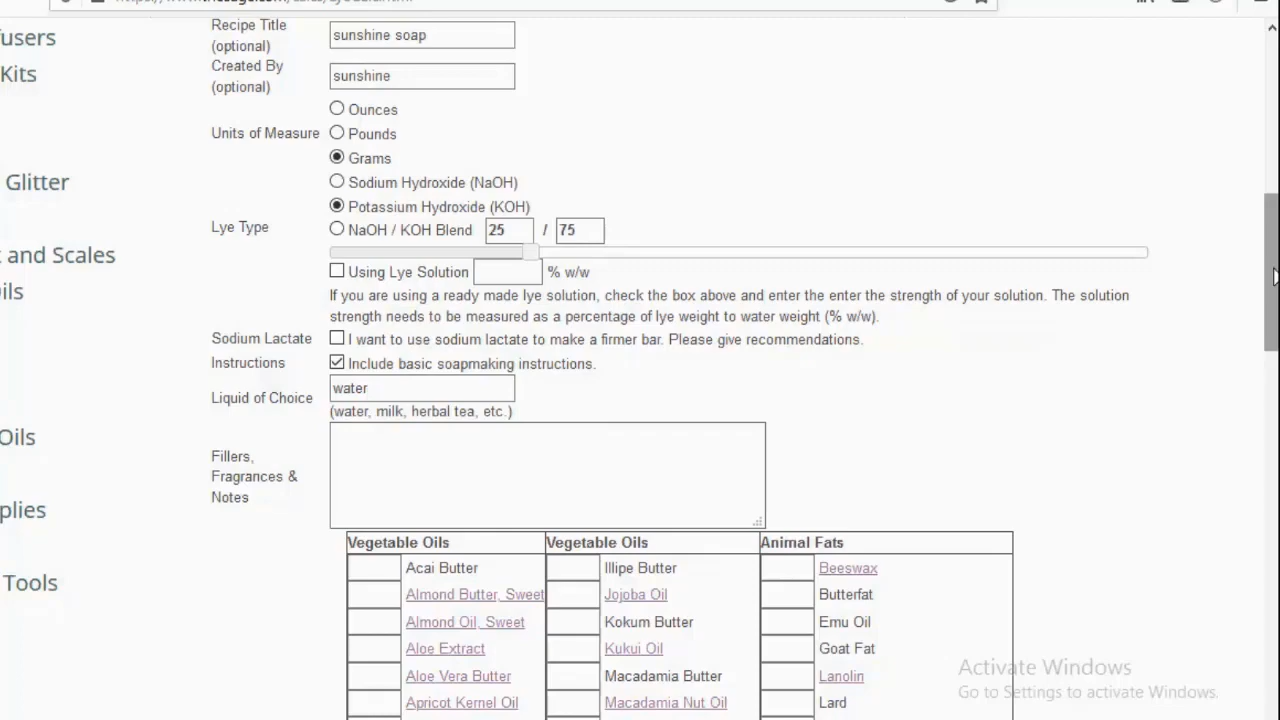 Recipe Title
(optional)
sunshine soap
Created By
(optional)
sunshine
Units of Measure
Ounces
Pounds
Grams
Lye Type
Sodium Hydroxide (NaOH)
Potassium Hydroxide (KOH)
NaOH / KOH Blend 25 / 75
Using Lye Solution % w/w
If you are using a ready made lye solution, check the box above and enter the enter the strength of your solution. The solution
strength needs to be measured as a percentage of lye weight to water weight (% w/w).
Sodium Lactate I want to use sodium lactate to make a firmer bar. Please give recommendations.
Instructions Include basic soapmaking instructions.
Liquid of Choice water
(water, milk, herbal tea, etc.)
Fillers,
Fragrances &
Notes
Vegetable Oils Vegetable Oils Animal Fats
Acai Butter Illipe Butter Beeswax
Almond Butter, Sweet Jojoba Oil Butterfat
Almond Oil, Sweet Kokum Butter Emu Oil
Aloe Extract Kukui Oil Goat Fat
Aloe Vera Butter Macadamia Butter Lanolin
Apricot Kernel Oil Macadamia Nut Oil Lard
fusers
Kits
Glitter
and Scales
ils
Oils
plies
Tools
Activate Windows
Go to Settings to activate Windows.